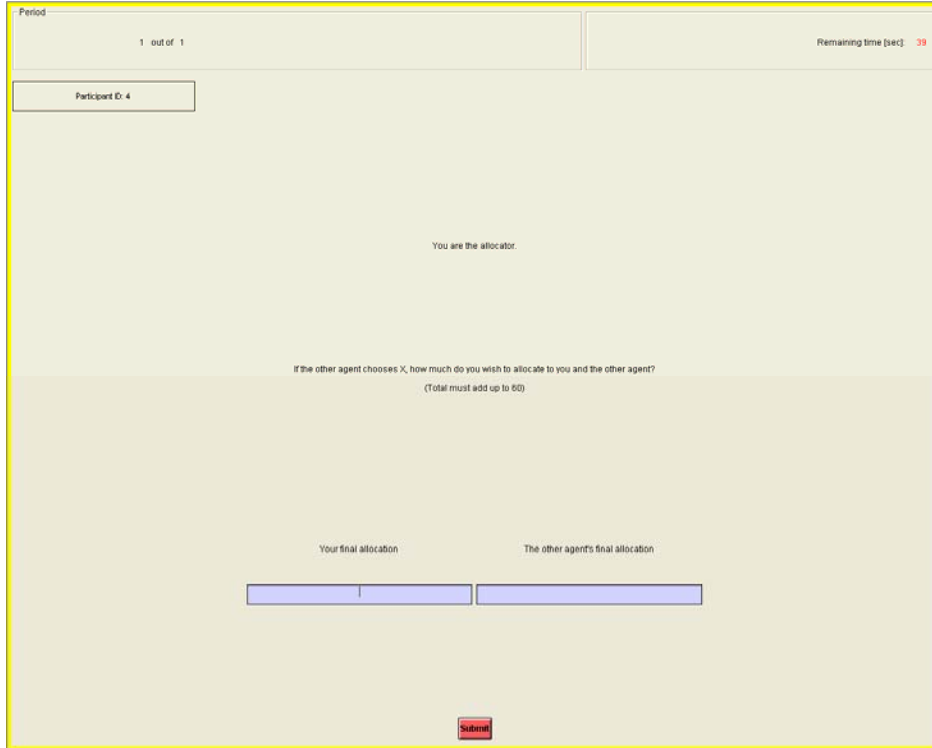 Period
1 out of 1
Remaining time [sec]: 39
Participant ID: 4
You are the allocator.
If the other agent chooses X, how much do you wish to allocate to you and the other agent?
(Total must add up to 60)
Your final allocation
The other agent's final allocation
Submit